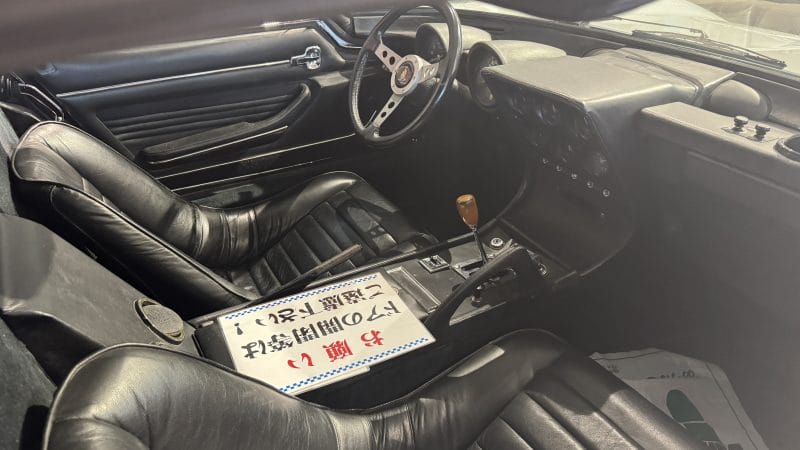 お願い
ドアの開閉等は
ご遠慮下さい！